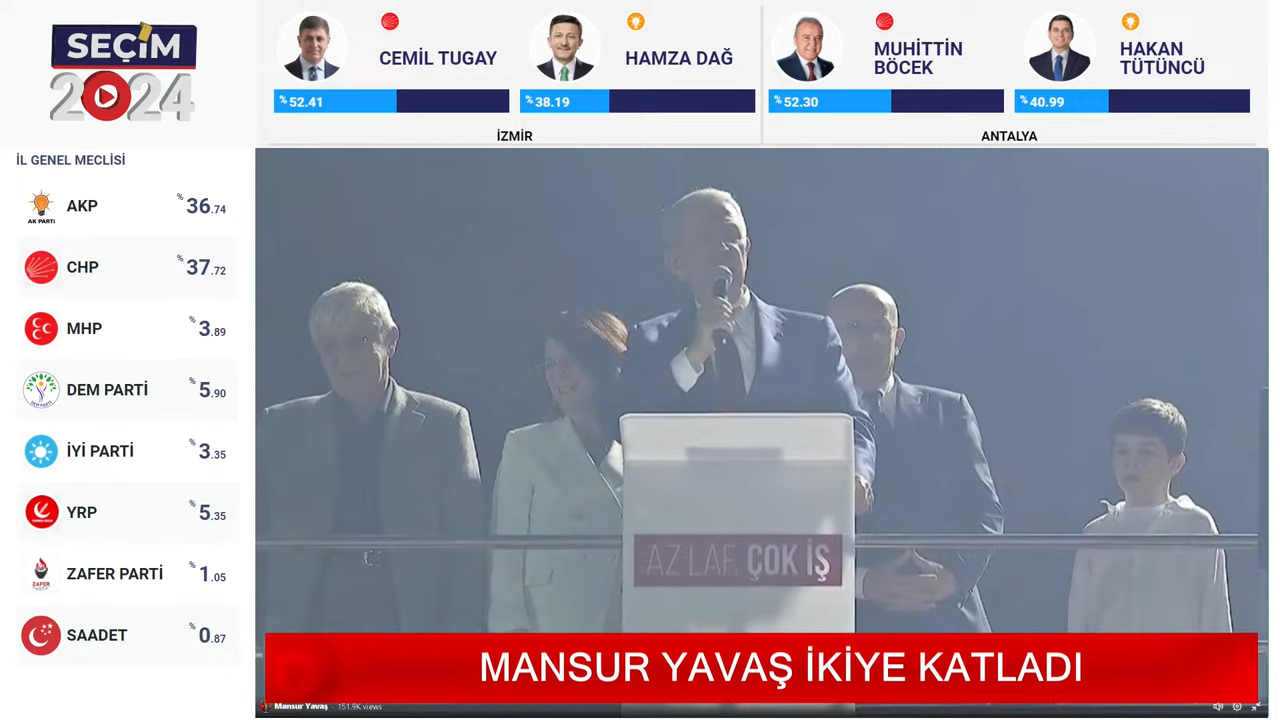 SEÇİM
2024
CEMİL TUGAY
%52.41
HAMZA DAĞ
%38.19
İZMİR
MUHİTTİN
BÖCEK
%52.30
HAKAN
TÜTÜNCÜ
%40.99
ANTALYA
İL GENEL MECLİSİ
AK PARTİ
AKP %36.74
CHP %37.72
MHP %3.89
DEM PARTİ %5.90
İYİ PARTİ %3.35
YRP %5.35
ZAFER
ZAFER PARTİ %1.05
SAADET %0.87
AZ LAF, ÇOK İŞ
MANSUR YAVAŞ İKİYE KATLADI
Mansur Yavaş · 151.9K views